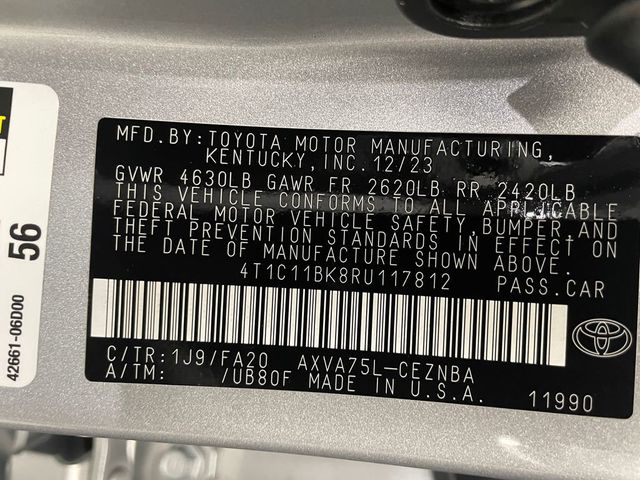 MFD.BY:TOYOTA MOTOR MANUFACTURING,
KENTUCKY, INC. 12/23
GVWR 4630LB GAWR FR 2620LB RR 2420LB
THIS VEHICLE CONFORMS TO ALL APPLICABLE
FEDERAL MOTOR VEHICLE SAFETY, BUMPER AND
THEFT PREVENTION STANDARDS IN EFFECT ON
THE DATE OF MANUFACTURE SHOWN ABOVE.
4T1C11BK8RU117812 PASS.CAR
C/TR:1J9/FA20 AXVA75L-CEZNBA
A/TM: /UB80F MADE IN U.S.A. 11990
56
42661-06D00